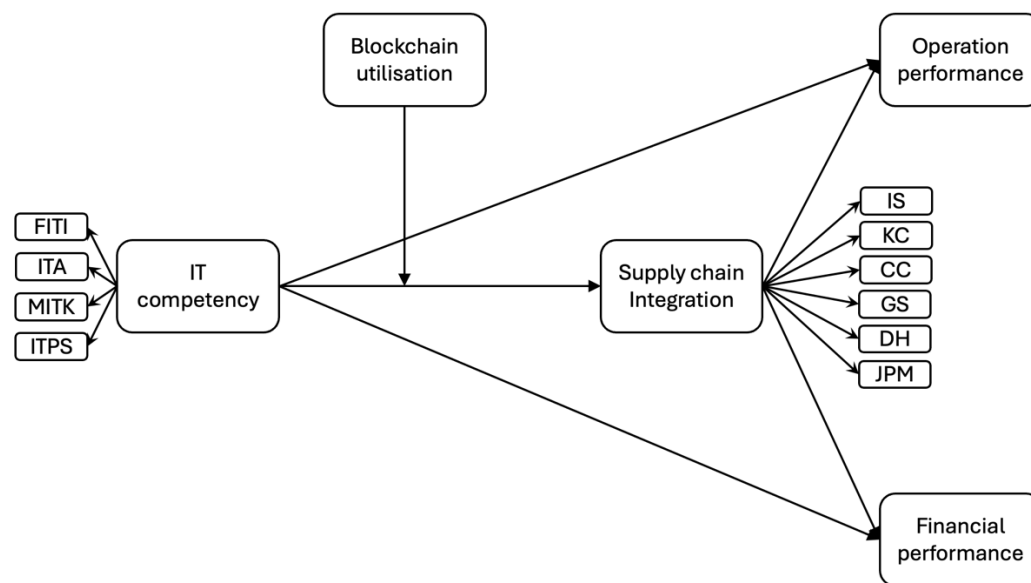 Blockchain
utilisation
Operation
performance
FITI
ITA
MITK
ITPS
IT
competency
Supply chain
Integration
IS
KC
CC
GS
DH
JPM
Financial
performance